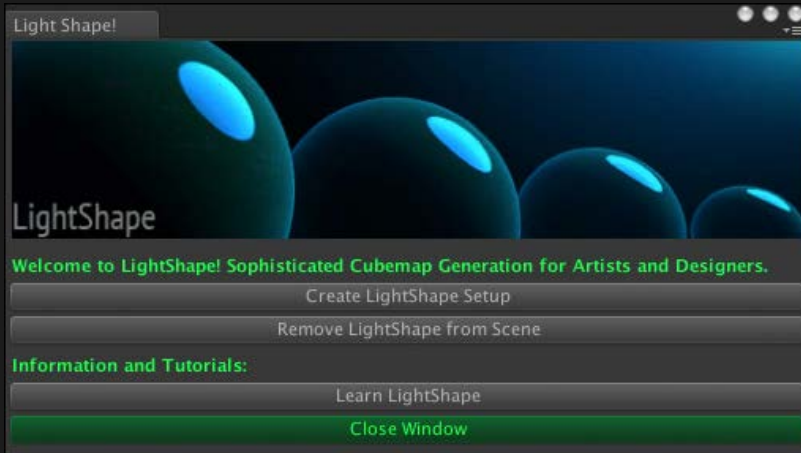 Light Shape!
LightShape
Welcome to LightShape! Sophisticated Cubemap Generation for Artists and Designers.
Create LightShape Setup
Remove LightShape from Scene
Information and Tutorials:
Learn LightShape
Close Window